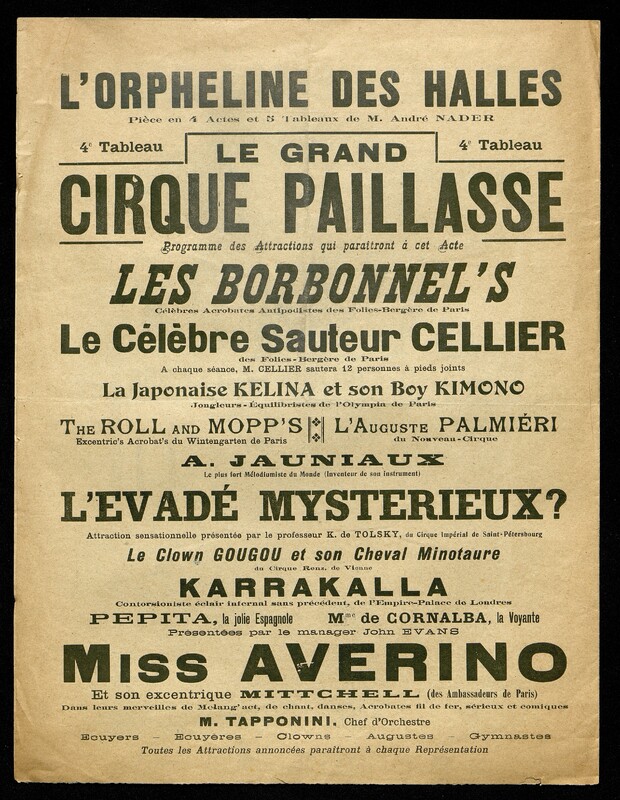 L'ORPHELINE DES HALLES
Pièce en 4 Actes et 5 Tableaux de M. André NADER
4e Tableau LE GRAND 4e Tableau
CIRQUE PAILLASSE
Programme des Attractions qui paraîtront à cet Acte
LES BORBONNEL'S
Célèbres Acrobates Antipodistes des Folies-Bergère de Paris
Le Célèbre Sauteur CELLIER
des Folies-Bergère de Paris
A chaque séance, M. CELLIER sautera 12 personnes à pieds joints
La Japonaise KELINA et son Boy KIMONO
Jongleurs-Équilibristes de l'Olympia de Paris
THE ROLL AND MOPP'S L'AUGUSTE PALMIÉRI
Excentric's Acrobat's du Wintengarten de Paris du Nouveau-Cirque
A. JAUNIAUX
Le plus fort Mélodiumiste du Monde (Inventeur de son instrument)
L'EVADÉ MYSTERIEUX?
Attraction sensationnelle présentée par le professeur K. de TOLSKY, du Cirque Impérial de Saint-Pétersbourg
Le Clown GOUGOU et son Cheval Minotaure
du Cirque Rens. de Vienne
KARRAKALLA
Contorsioniste éclair infernal sans précédent, de l'Empire-Palace de Londres
PEPITA, la jolie Espagnole Mme de CORNALBA, la Voyante
Présentées par le manager John EVANS
MISS AVERINO
Et son excentrique MITTCHELL (des Ambassadeurs de Paris)
Dans leurs merveilles de Melang'act, de chant, danses, Acrobates fil de fer, sérieux et comiques
M. TAPPONINI, Chef d'Orchestre
Ecuyers - Ecuyères - Clowns - Augustes - Gymnastes
Toutes les Attractions annoncées paraîtront à chaque Représentation